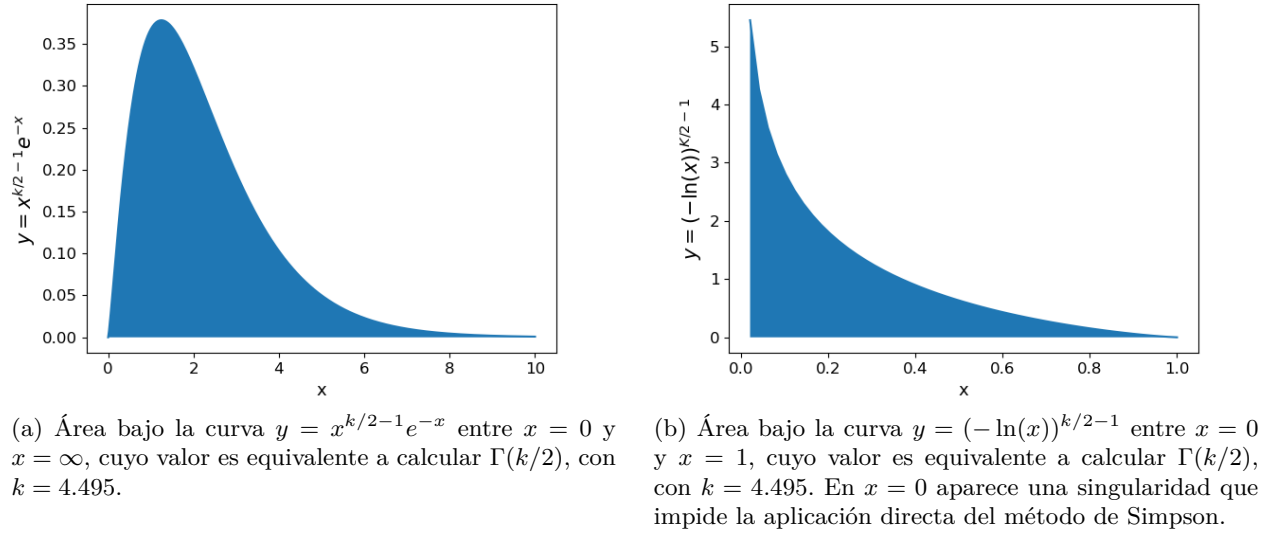 0.35
0.30
0.25
0.20
0.15
0.10
0.05
0.00
y = x^{k/2−1}e^{−x}
0 2 4 6 8 10
x
5
4
3
2
1
0
y = (−ln(x))^{K/2−1}
0.0 0.2 0.4 0.6 0.8 1.0
x
(a) Área bajo la curva y = x^{k/2−1}e^{−x} entre x = 0 y
x = ∞, cuyo valor es equivalente a calcular Γ(k/2), con
k = 4.495.
(b) Área bajo la curva y = (− ln(x))^{k/2−1} entre x = 0
y x = 1, cuyo valor es equivalente a calcular Γ(k/2),
con k = 4.495. En x = 0 aparece una singularidad que
impide la aplicación directa del método de Simpson.